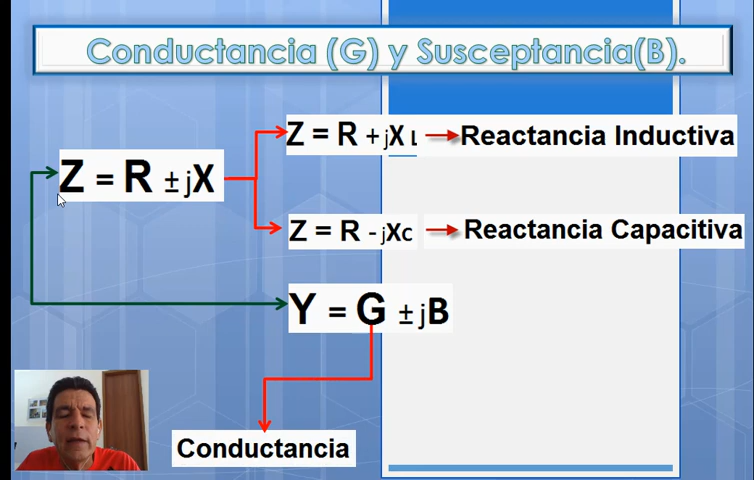 Conductancia (G) y Susceptancia(B).
Z = R + jX L → Reactancia Inductiva
Z = R ± jX
Z = R - jXc → Reactancia Capacitiva
Y = G ± jB
Conductancia